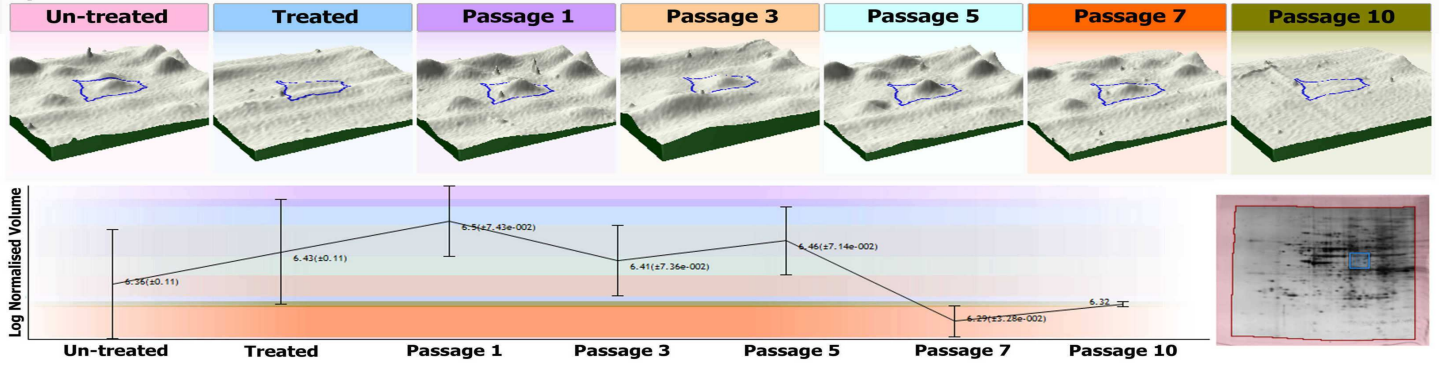 Un-treated
Treated
Passage 1
Passage 3
Passage 5
Passage 7
Passage 10
Log Normalised Volume
6.36(±0.11)
6.43(±0.11)
6.5(±7.43e-002)
6.41(±7.36e-002)
6.46(±7.14e-002)
6.29(±3.28e-002)
6.32
Un-treated
Treated
Passage 1
Passage 3
Passage 5
Passage 7
Passage 10